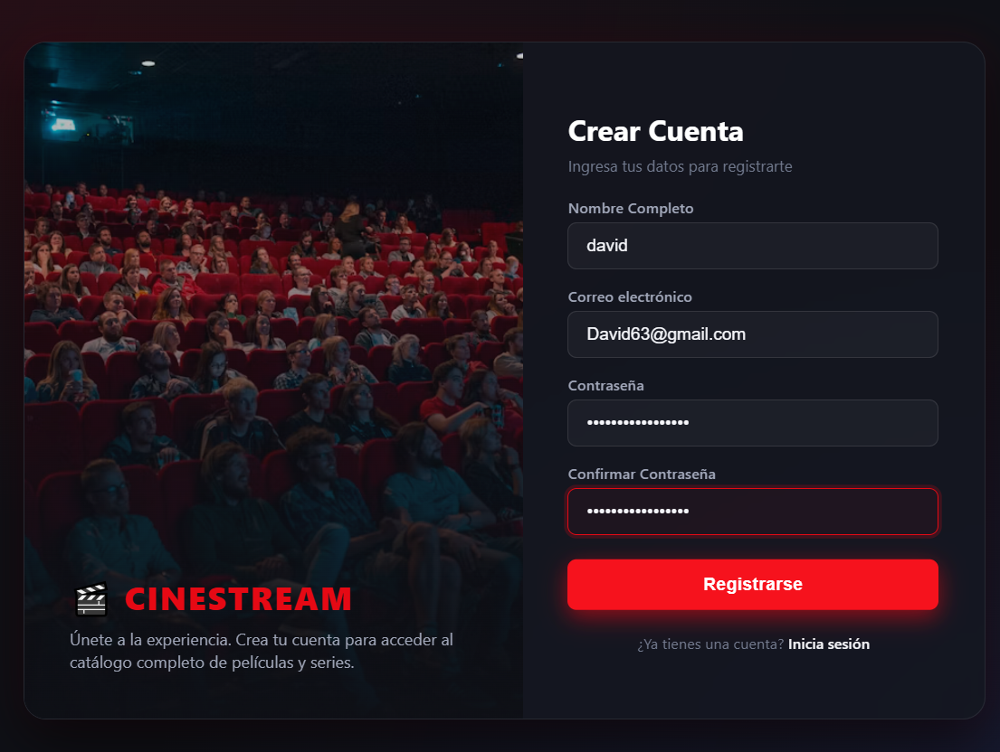 Crear Cuenta
Ingresa tus datos para registrarte
Nombre Completo
david
Correo electrónico
David63@gmail.com
Contraseña
•••••••••••••••••
Confirmar Contraseña
•••••••••••••••••
Registrarse
¿Ya tienes una cuenta? Inicia sesión
CINESTREAM
Únete a la experiencia. Crea tu cuenta para acceder al
catálogo completo de películas y series.